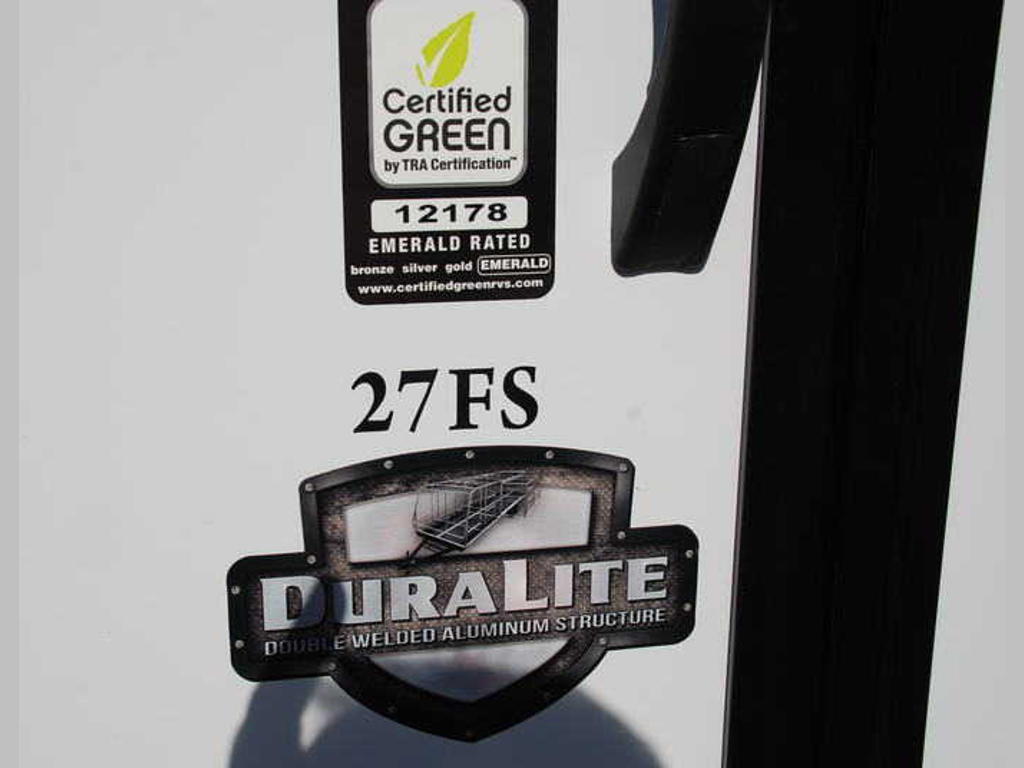 Certified
GREEN
by TRA Certification™
12178
EMERALD RATED
bronze silver gold EMERALD
www.certifiedgreenrvs.com
27FS
DURALITE
DOUBLE WELDED ALUMINUM STRUCTURE